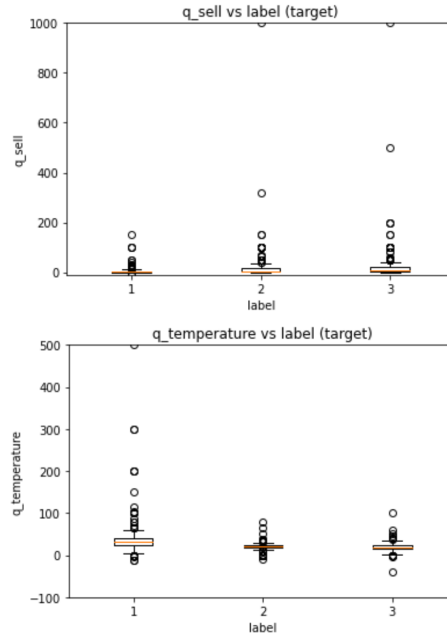 q_sell vs label (target)
1000
800
600
400
200
0
q_sell
1 2 3
label
q_temperature vs label (target)
500
400
300
200
100
0
−100
q_temperature
1 2 3
label